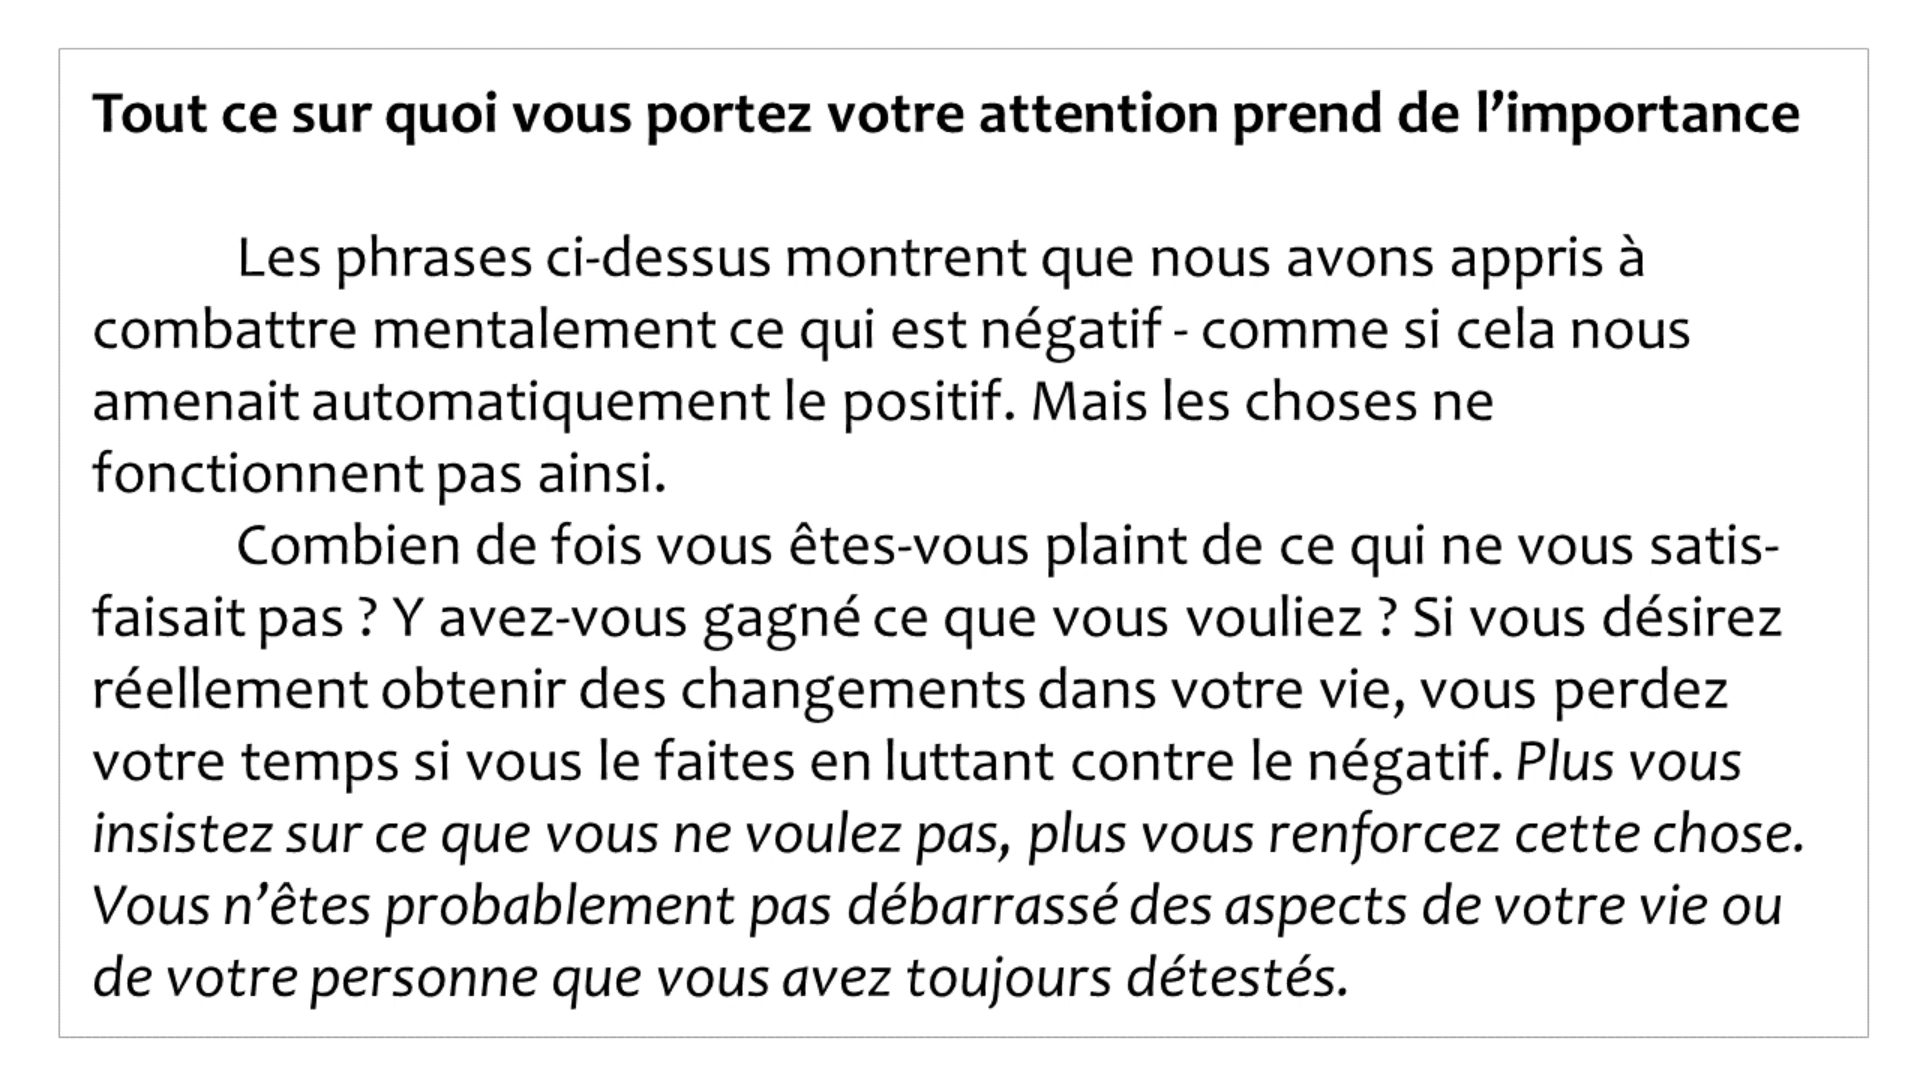 Tout ce sur quoi vous portez votre attention prend de l’importance
Les phrases ci-dessus montrent que nous avons appris à
combattre mentalement ce qui est négatif - comme si cela nous
amenait automatiquement le positif. Mais les choses ne
fonctionnent pas ainsi.
Combien de fois vous êtes-vous plaint de ce qui ne vous satis-
faisait pas ? Y avez-vous gagné ce que vous vouliez ? Si vous désirez
réellement obtenir des changements dans votre vie, vous perdez
votre temps si vous le faites en luttant contre le négatif. Plus vous
insistez sur ce que vous ne voulez pas, plus vous renforcez cette chose.
Vous n’êtes probablement pas débarrassé des aspects de votre vie ou
de votre personne que vous avez toujours détestés.